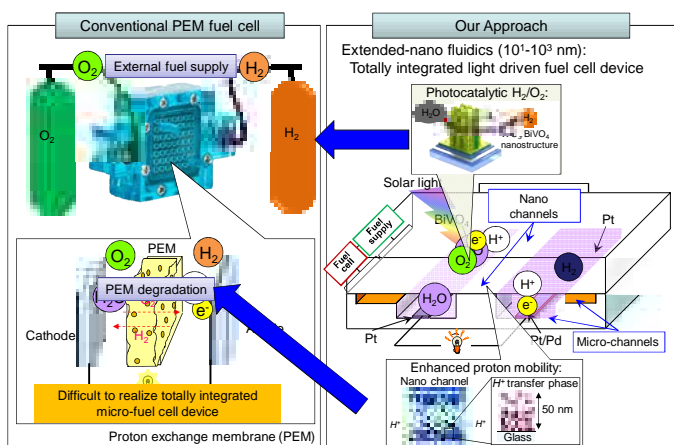 Conventional PEM fuel cell
O₂
External fuel supply
H₂
O₂
H₂
O₂
PEM
H₂
PEM degradation
H₂
e⁻
Cathode
Difficult to realize totally integrated
micro-fuel cell device
Proton exchange membrane (PEM)
Our Approach
Extended-nano fluidics (10¹-10³ nm):
Totally integrated light driven fuel cell device
Photocatalytic H₂/O₂:
H₂O
H₂
BiVO₄
nanostructure
Solar light
BiVO₄
Nano
channels
Fuel
supply
Fuel
cell
Pt
e⁻
H⁺
O₂
H₂
H₂O
H⁺
e⁻
Pt
Pt/Pd
Micro-channels
Enhanced proton mobility:
Nano channel
H⁺ transfer phase
50 nm
H⁺
H⁺
Glass